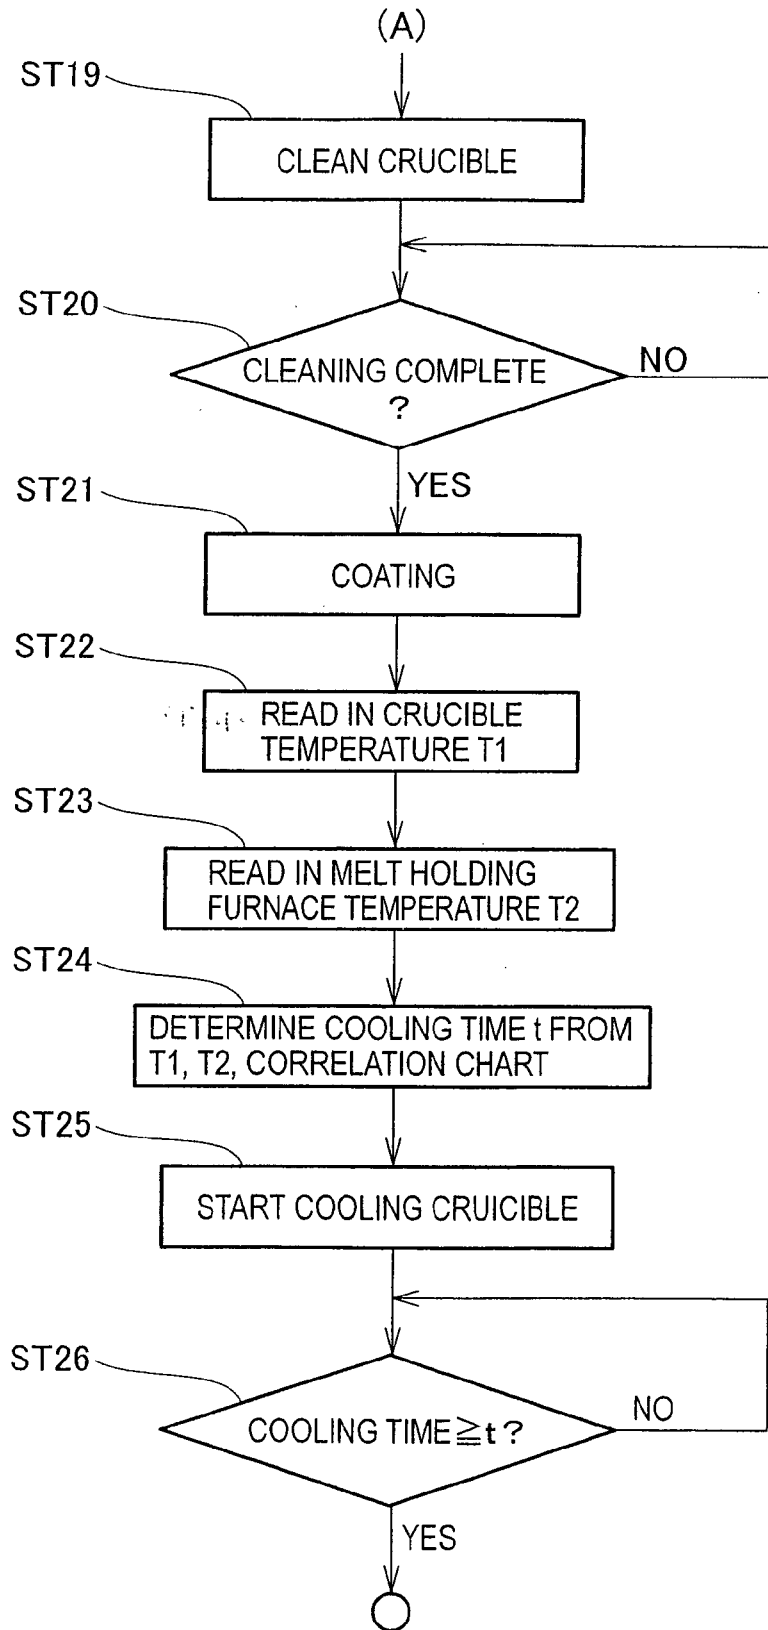 (A)
ST19
CLEAN CRUCIBLE
ST20
CLEANING COMPLETE
?
NO
YES
ST21
COATING
ST22
READ IN CRUCIBLE
TEMPERATURE T1
ST23
READ IN MELT HOLDING
FURNACE TEMPERATURE T2
ST24
DETERMINE COOLING TIME t FROM
T1, T2, CORRELATION CHART
ST25
START COOLING CRUICIBLE
ST26
COOLING TIME ≧ t ?
NO
YES